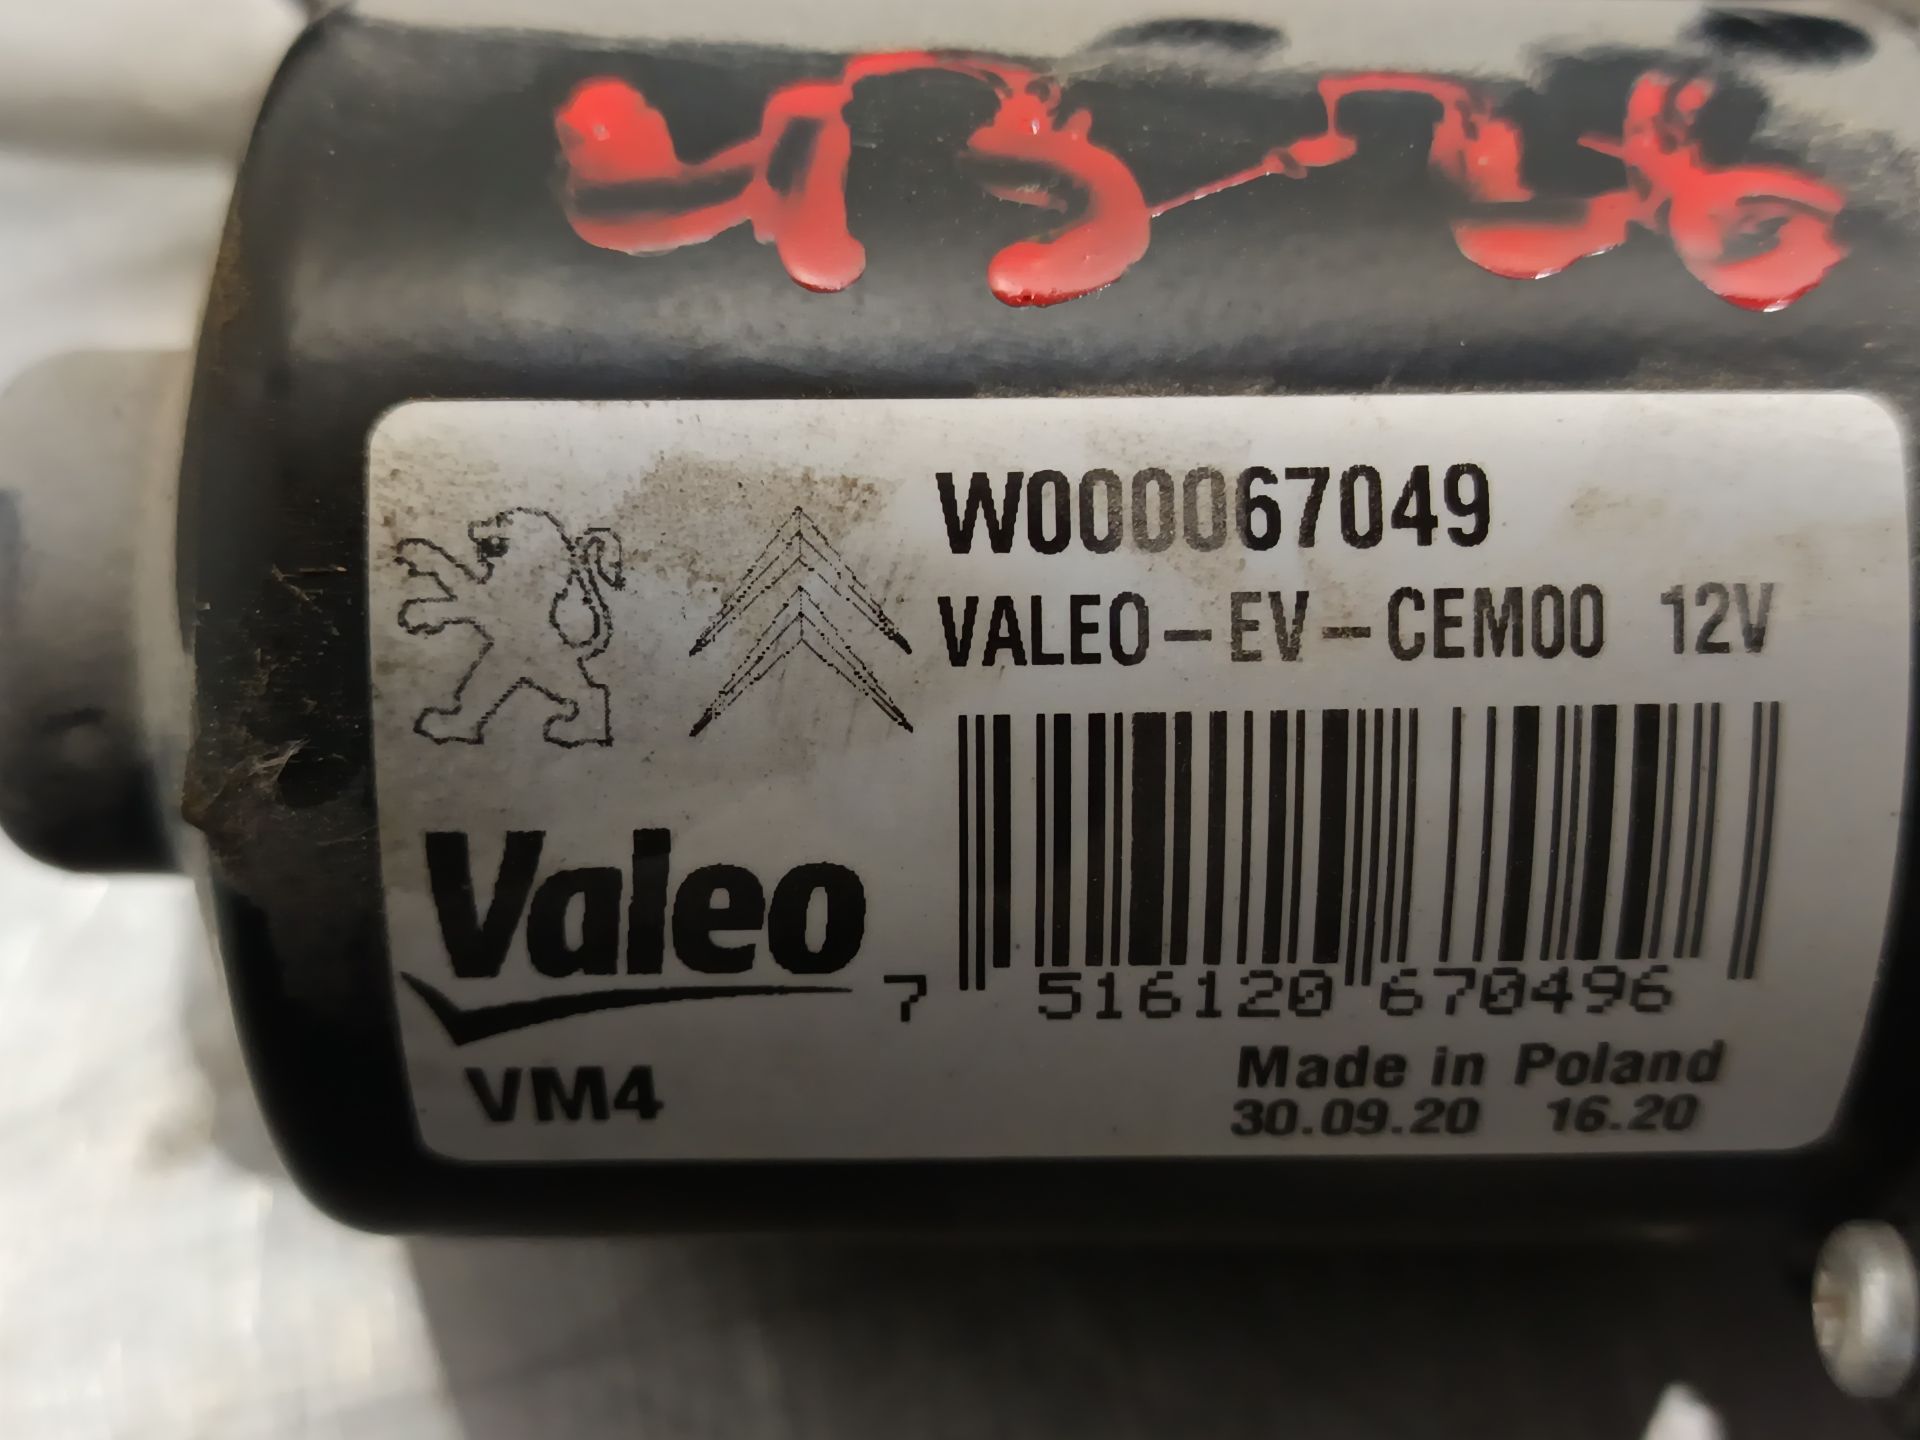 W000067049
VALEO-EV-CEM00 12V
Valeo
7 516120 670496
VM4
Made in Poland
30.09.20 16.20